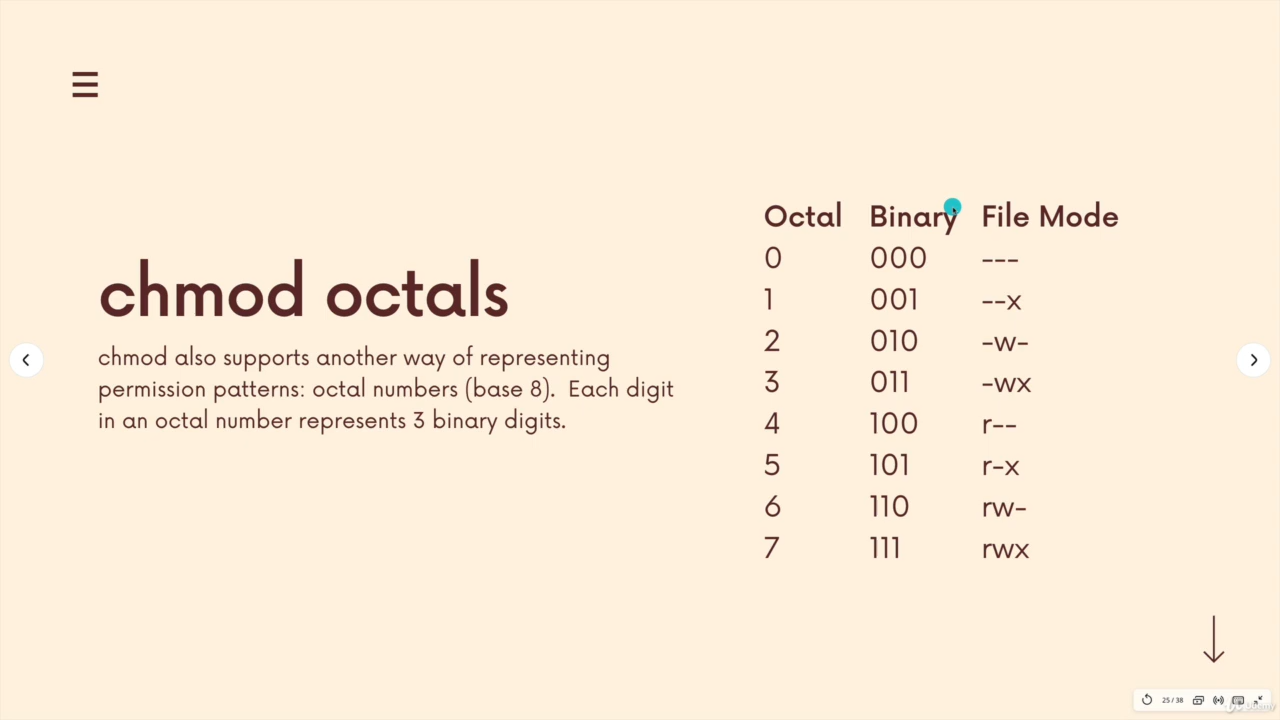 chmod octals
chmod also supports another way of representing
permission patterns: octal numbers (base 8). Each digit
in an octal number represents 3 binary digits.
Octal Binary File Mode
0 000 ---
1 001 --x
2 010 -w-
3 011 -wx
4 100 r--
5 101 r-x
6 110 rw-
7 111 rwx
25 / 38
Udemy